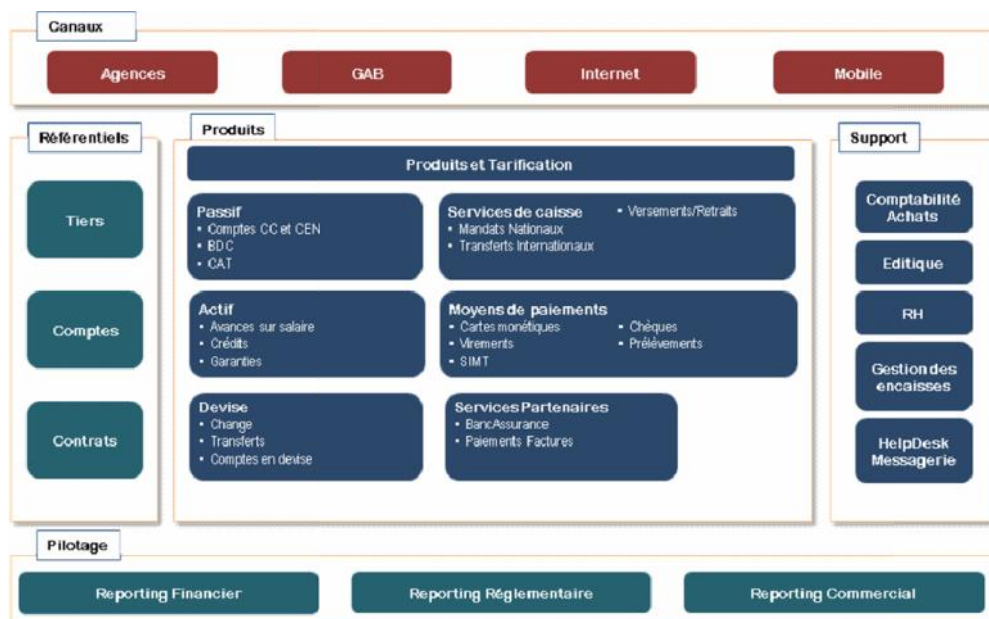 Canaux
Agences
GAB
Internet
Mobile
Référentiels
Tiers
Comptes
Contrats
Produits
Produits et Tarification
Passif
• Comptes CC et CEN
• BDC
• CAT
Services de caisse
• Mandats Nationaux
• Transferts Internationaux
• Versements/Retraits
Actif
• Avances sur salaire
• Crédits
• Garanties
Moyens de paiements
• Cartes monétiques
• Virements
• SIMT
• Chèques
• Prélèvements
Devise
• Change
• Transferts
• Comptes en devise
Services Partenaires
• BancAssurance
• Paiements Factures
Support
Comptabilité
Achats
Editique
RH
Gestion des
encaisses
HelpDesk
Messagerie
Pilotage
Reporting Financier
Reporting Réglementaire
Reporting Commercial